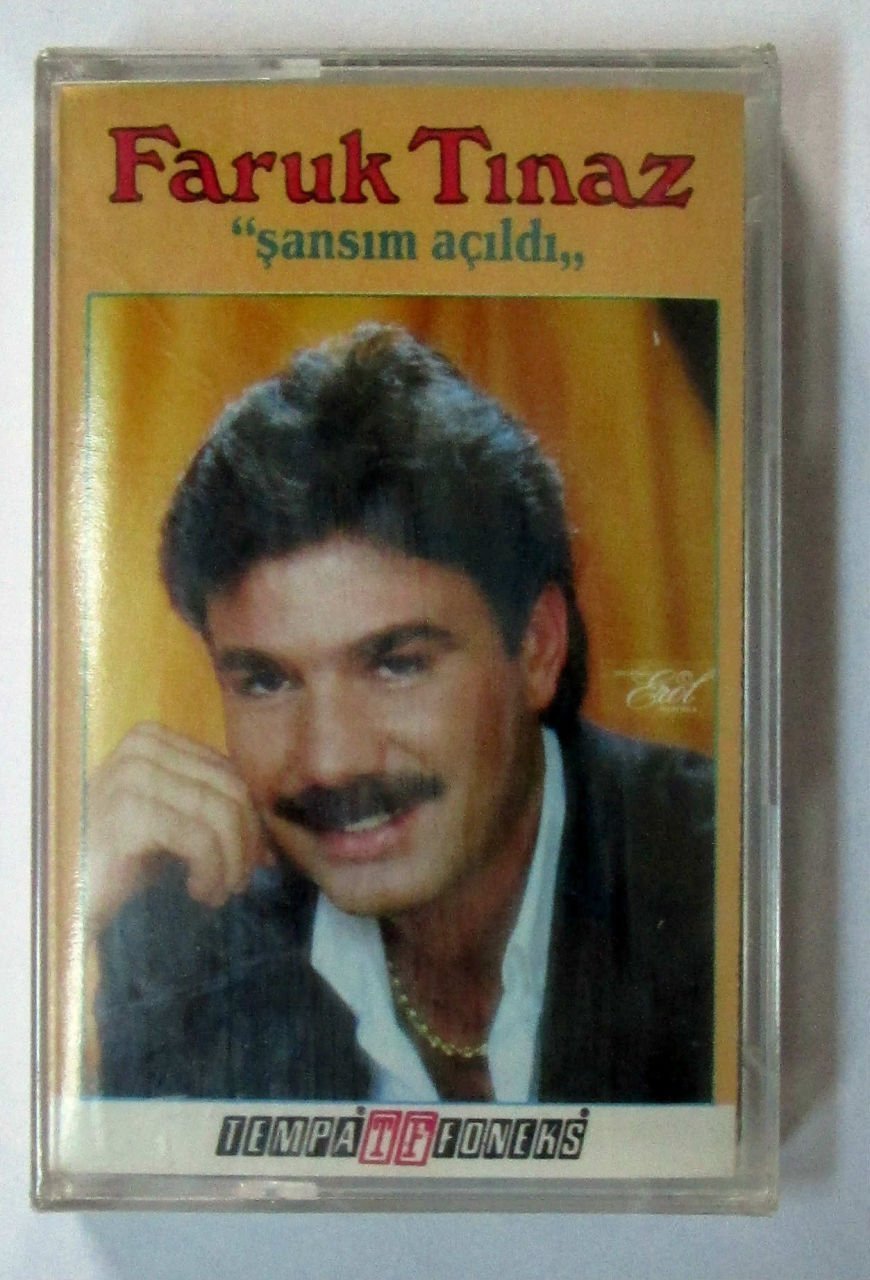 Faruk Tınaz
“şansım açıldı„
Erol
TEMPA TF FONEKS